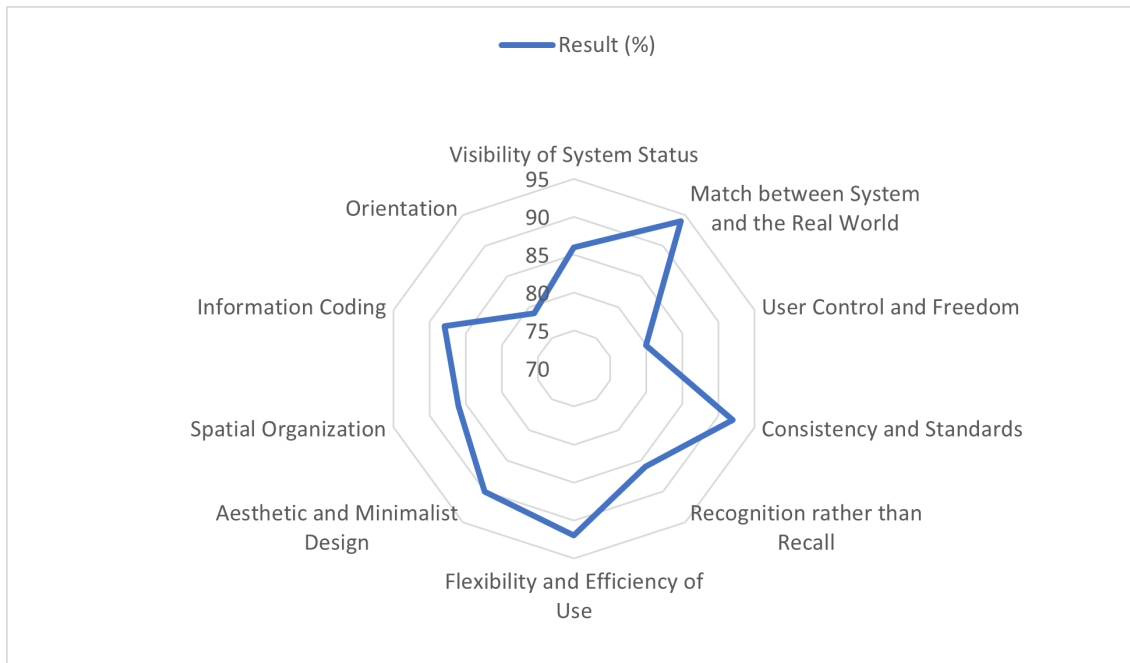 Result (%)
Visibility of System Status
95
90
85
80
75
70
Match between System
and the Real World
User Control and Freedom
Consistency and Standards
Recognition rather than
Recall
Flexibility and Efficiency of
Use
Aesthetic and Minimalist
Design
Spatial Organization
Information Coding
Orientation